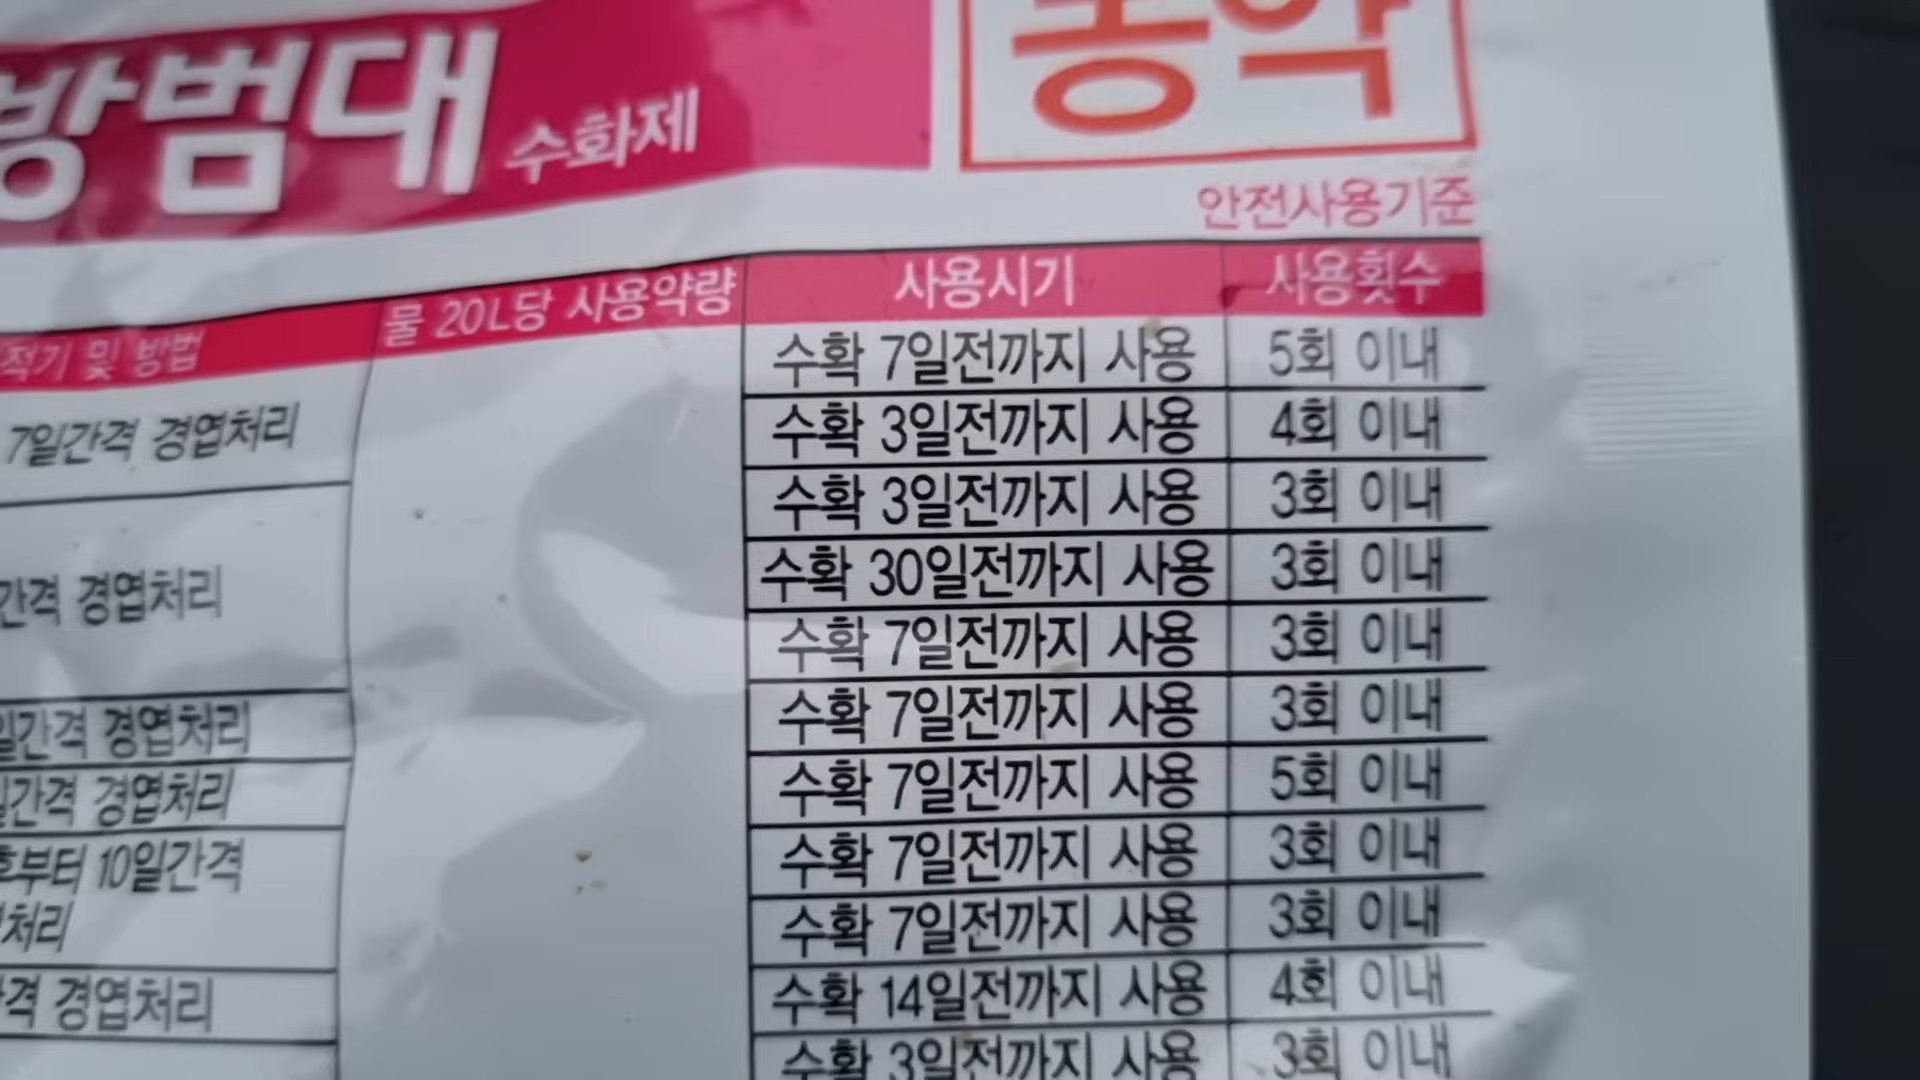 방범대 수화제
농약
안전사용기준
적기 및 방법 물 20L당 사용약량 사용시기 사용횟수
수확 7일전까지 사용 5회 이내
7일간격 경엽처리
수확 3일전까지 사용 4회 이내
수확 3일전까지 사용 3회 이내
간격 경엽처리
수확 30일전까지 사용 3회 이내
수확 7일전까지 사용 3회 이내
일간격 경엽처리
수확 7일전까지 사용 3회 이내
일간격 경엽처리
수확 7일전까지 사용 5회 이내
후부터 10일간격
수확 7일전까지 사용 3회 이내
처리
수확 7일전까지 사용 3회 이내
간격 경엽처리
수확 14일전까지 사용 4회 이내
수확 3일전까지 사용 3회 이내